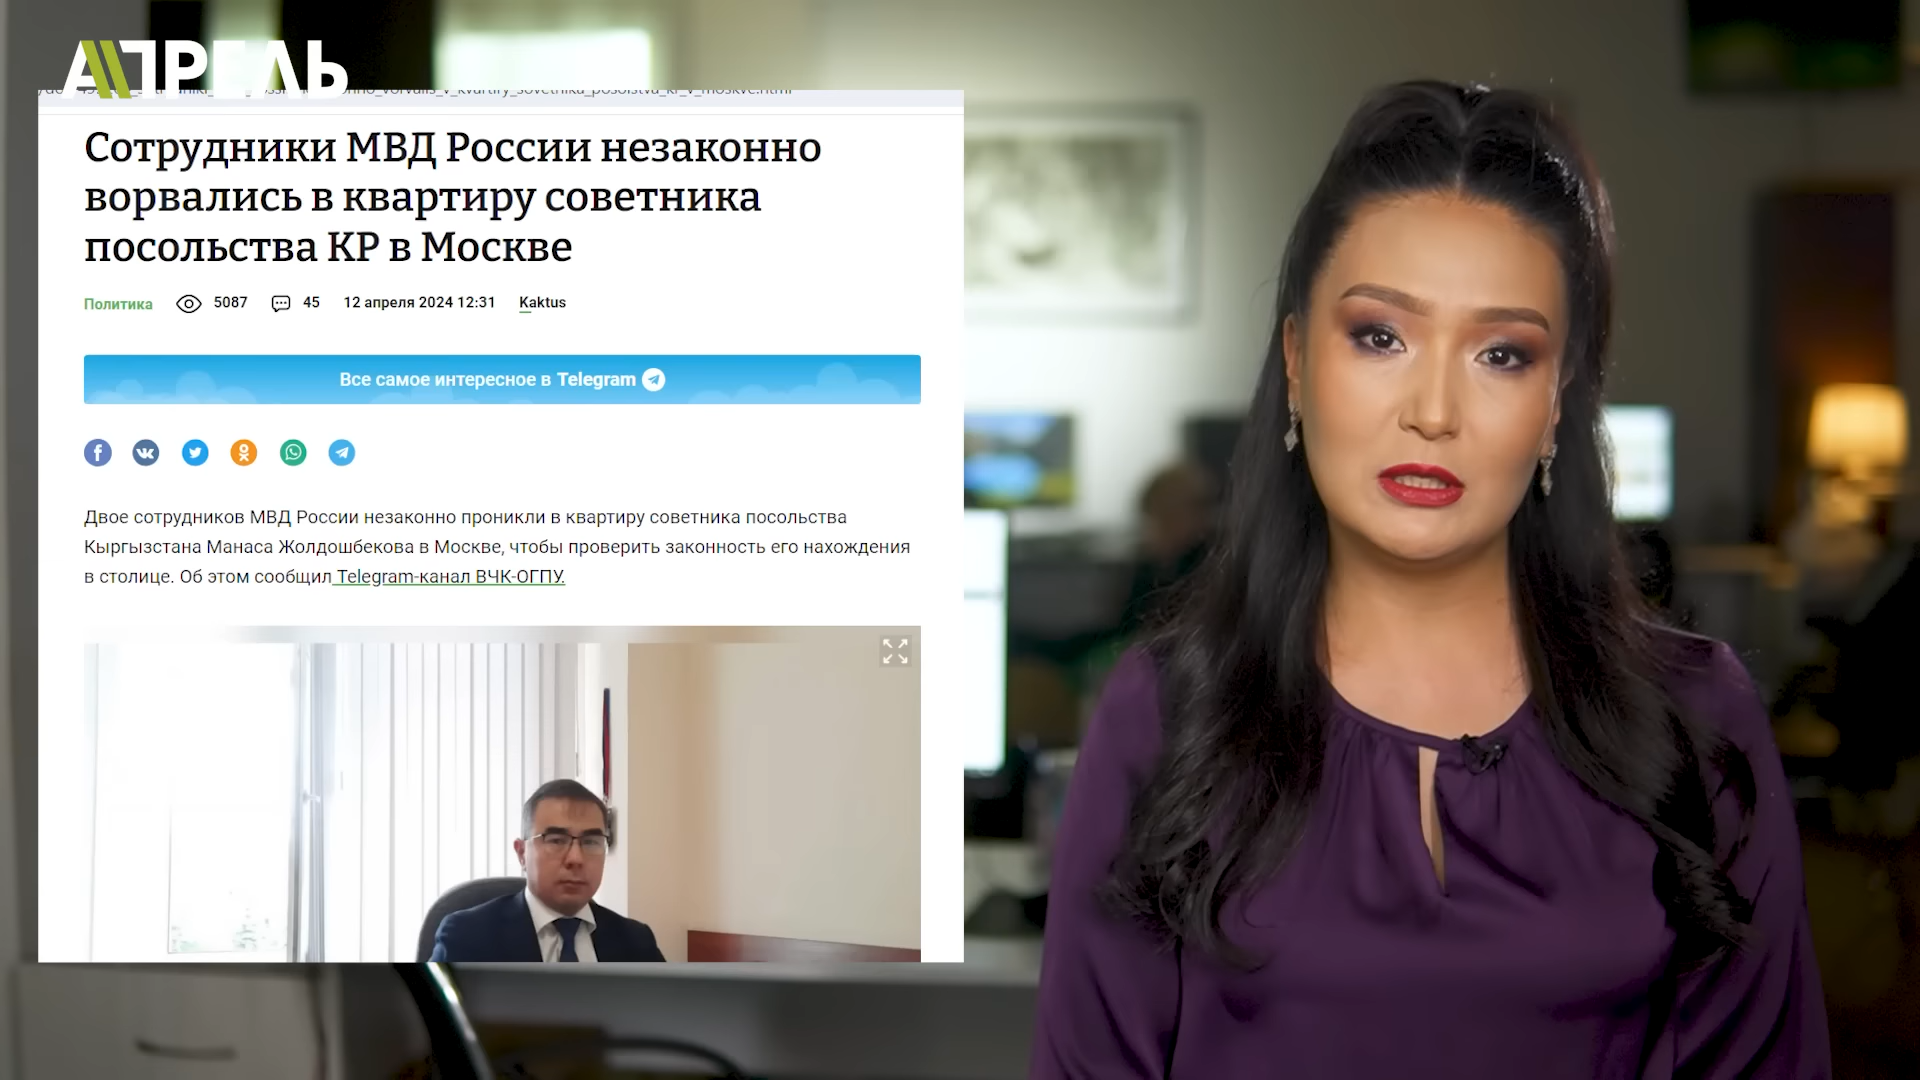 АПРЕЛЬ
Сотрудники МВД России незаконно
ворвались в квартиру советника
посольства КР в Москве
Политика 5087 45 12 апреля 2024 12:31 Kaktus
Все самое интересное в Telegram
Двое сотрудников МВД России незаконно проникли в квартиру советника посольства
Кыргызстана Манаса Жолдошбекова в Москве, чтобы проверить законность его нахождения
в столице. Об этом сообщил Telegram-канал ВЧК-ОГПУ.